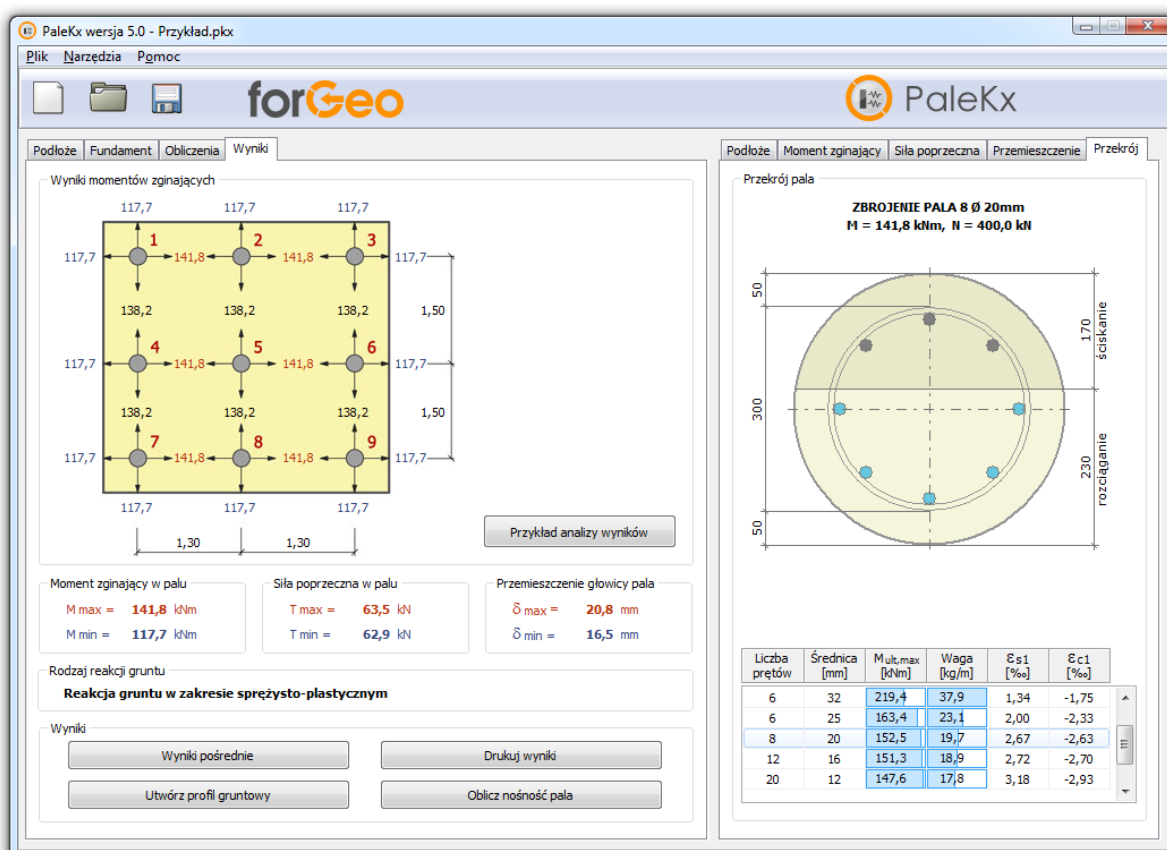 PaleKx wersja 5.0 - Przykład.pkx
Plik Narzędzia Pomoc
forGeo
PaleKx
Podłoże Fundament Obliczenia Wyniki
Wyniki momentów zginających
117,7 117,7 117,7
1 2 3
117,7 141,8 141,8 117,7
138,2 138,2 138,2 1,50
4 5 6
117,7 141,8 141,8 117,7
138,2 138,2 138,2 1,50
7 8 9
117,7 141,8 141,8 117,7
117,7 117,7 117,7
1,30 1,30
Przykład analizy wyników
Moment zginający w palu
M max = 141,8 kNm
M min = 117,7 kNm
Siła poprzeczna w palu
T max = 63,5 kN
T min = 62,9 kN
Przemieszczenie głowicy pala
δ max = 20,8 mm
δ min = 16,5 mm
Rodzaj reakcji gruntu
Reakcja gruntu w zakresie sprężysto-plastycznym
Wyniki
Wyniki pośrednie Drukuj wyniki
Utwórz profil gruntowy Oblicz nośność pala
Podłoże Moment zginający Siła poprzeczna Przemieszczenie Przekrój
Przekrój pala
ZBROJENIE PALA 8 Ø 20mm
M = 141,8 kNm, N = 400,0 kN
50
300
50
170
ściskanie
230
rozciąganie
Liczba Średnica Mult,max Waga εs1 εc1
prętów [mm] [kNm] [kg/m] [‰] [‰]
6 32 219,4 37,9 1,34 -1,75
6 25 163,4 23,1 2,00 -2,33
8 20 152,5 19,7 2,67 -2,63
12 16 151,3 18,9 2,72 -2,70
20 12 147,6 17,8 3,18 -2,93